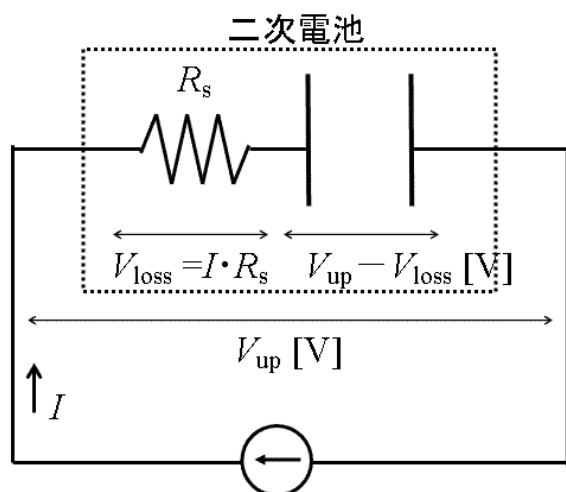 二次電池
Rs
Vloss =I・Rs
Vup－Vloss [V]
Vup [V]
I